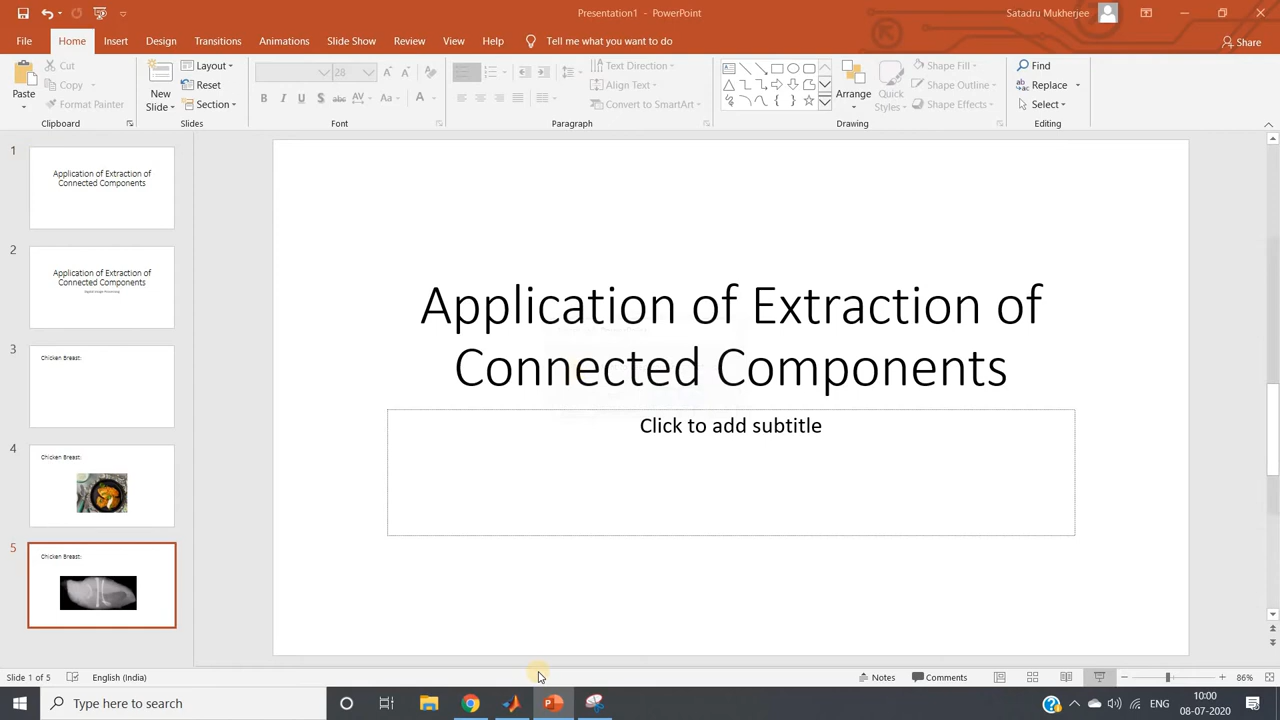 Presentation1 - PowerPoint
Satadru Mukherjee
File Home Insert Design Transitions Animations Slide Show Review View Help Tell me what you want to do
Share
Paste
Cut
Copy
Format Painter
Clipboard
New
Slide
Layout
Reset
Section
Slides
28
B I U S abc AV Aa A
Font
Text Direction
Align Text
Convert to SmartArt
Paragraph
Arrange
Quick
Styles
Shape Fill
Shape Outline
Shape Effects
Drawing
Find
Replace
Select
Editing
1
Application of Extraction of
Connected Components
2
Application of Extraction of
Connected Components
3
Chicken Breast:
4
Chicken Breast:
5
Chicken Breast:
Application of Extraction of
Connected Components
Click to add subtitle
Slide 1 of 5
English (India)
Notes
Comments
86%
Type here to search
10:00
08-07-2020